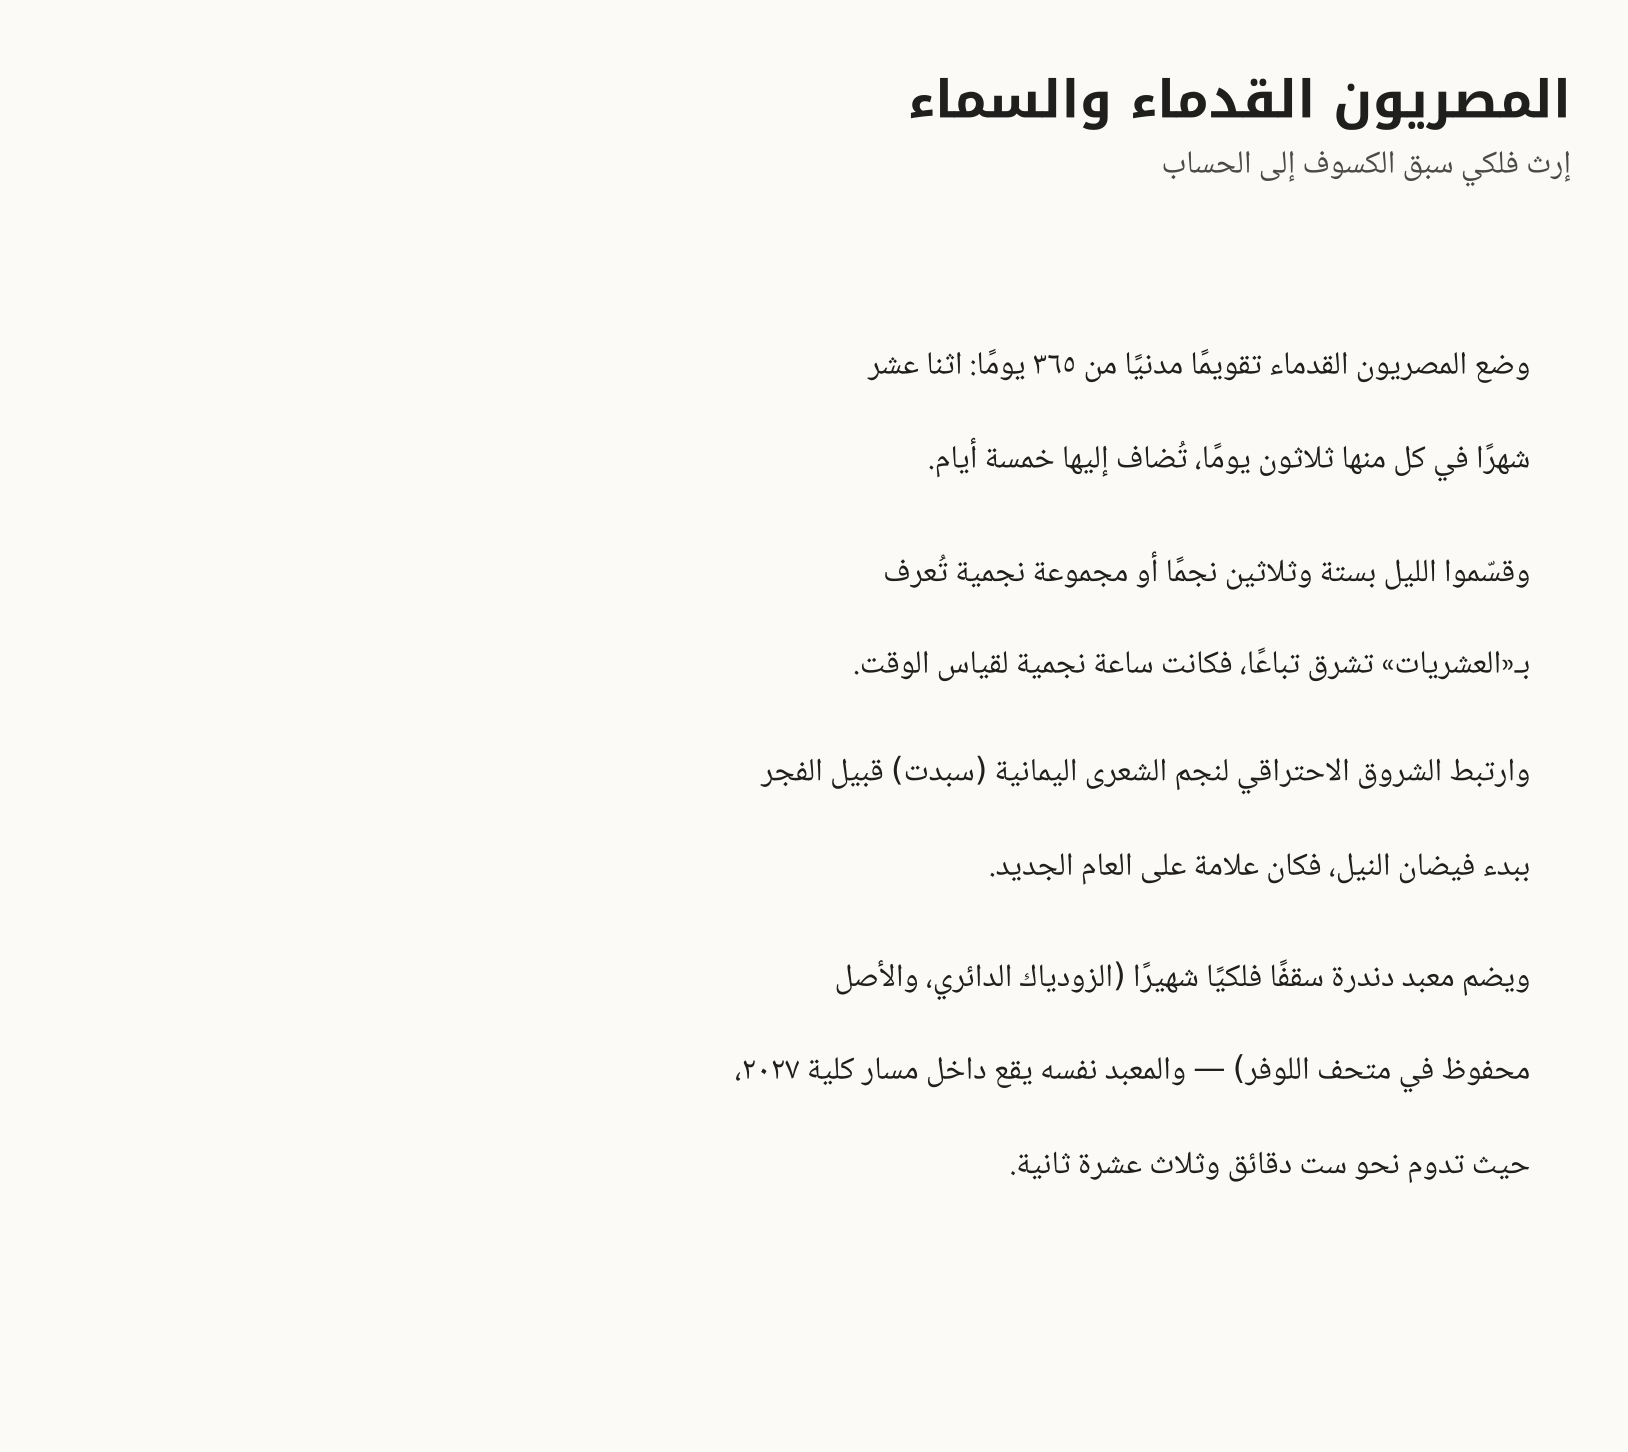 المصريون القدماء والسماء
إرث فلكي سبق الكسوف إلى الحساب
وضع المصريون القدماء تقويمًا مدنيًا من ٣٦٥ يومًا: اثنا عشر
شهرًا في كل منها ثلاثون يومًا، تُضاف إليها خمسة أيام.
وقسّموا الليل بستة وثلاثين نجمًا أو مجموعة نجمية تُعرف
بـ«العشريات» تشرق تباعًا، فكانت ساعة نجمية لقياس الوقت.
وارتبط الشروق الاحتراقي لنجم الشعرى اليمانية (سبدت) قبيل الفجر
ببدء فيضان النيل، فكان علامة على العام الجديد.
ويضم معبد دندرة سقفًا فلكيًا شهيرًا (الزودياك الدائري، والأصل
محفوظ في متحف اللوفر) — والمعبد نفسه يقع داخل مسار كلية ٢٠٢٧،
حيث تدوم نحو ست دقائق وثلاث عشرة ثانية.